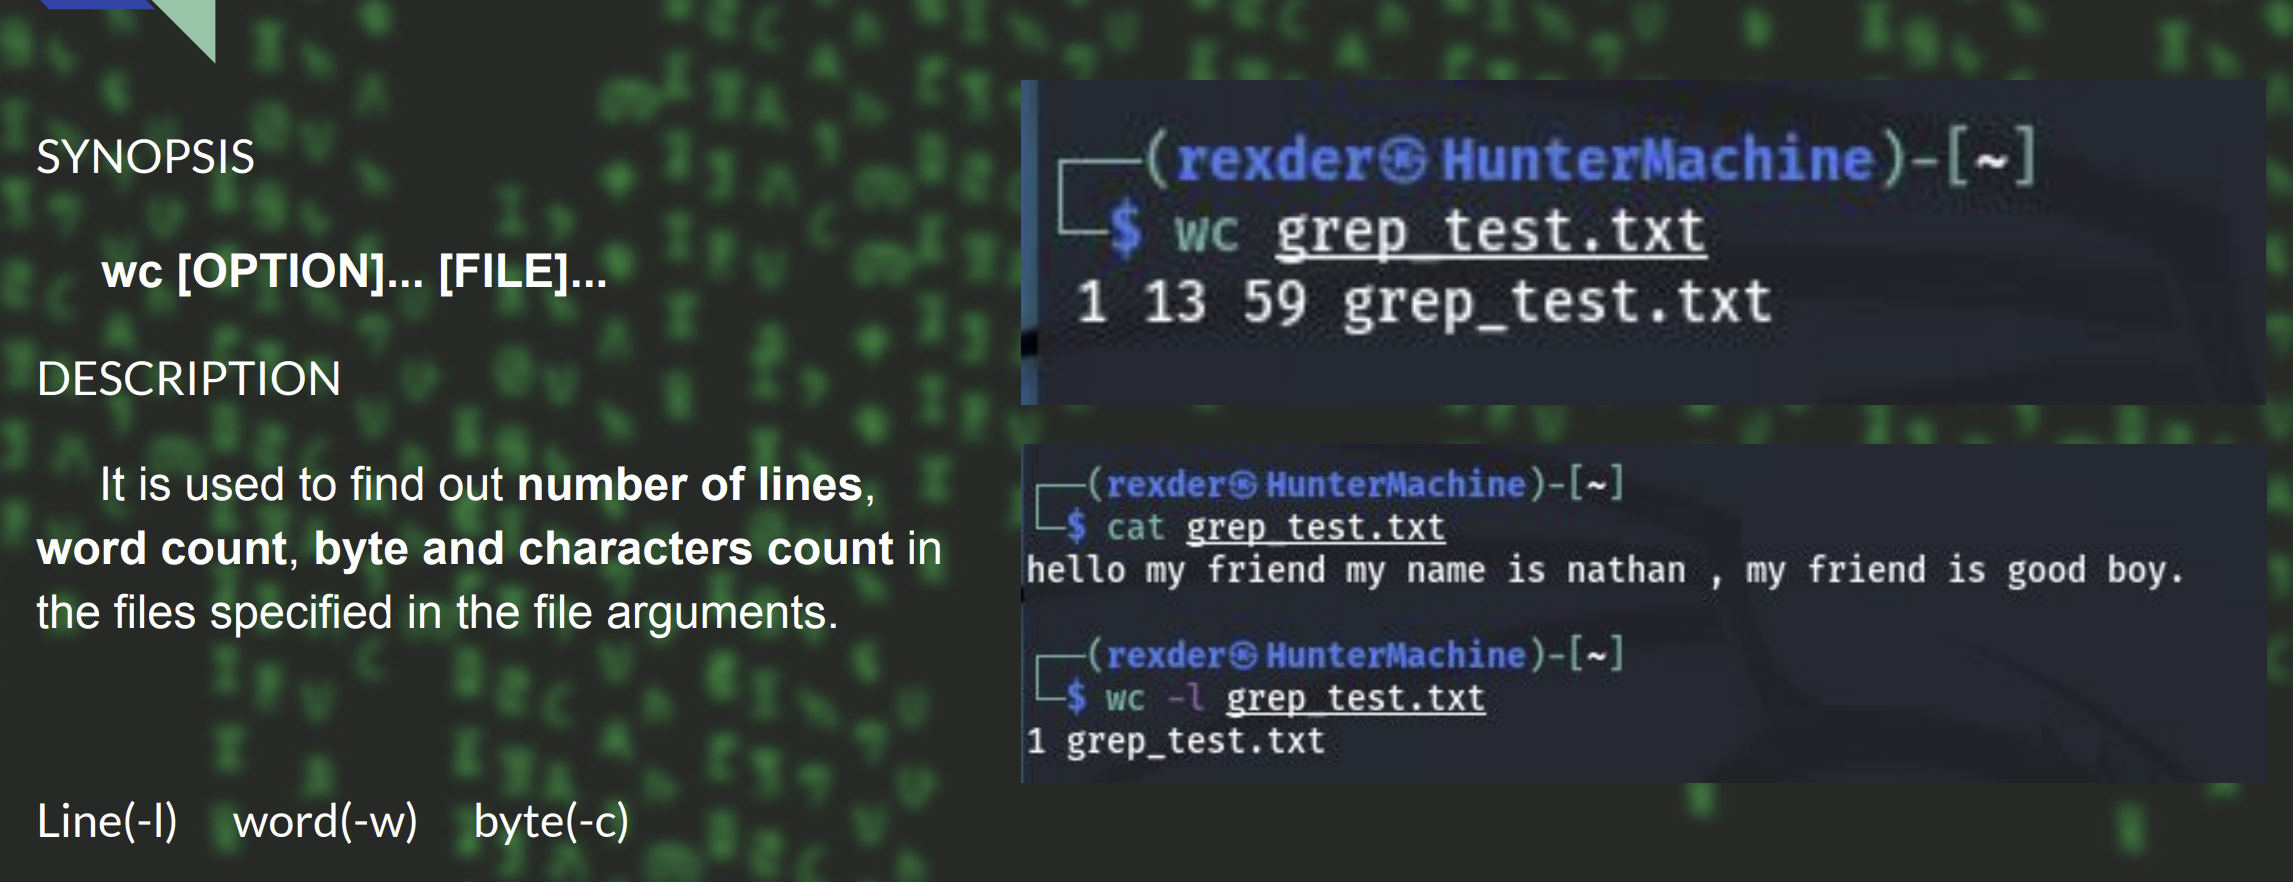 SYNOPSIS
wc [OPTION]... [FILE]...
DESCRIPTION
It is used to find out number of lines,
word count, byte and characters count in
the files specified in the file arguments.
Line(-l) word(-w) byte(-c)
(rexder㉿HunterMachine)-[~]
$ wc grep_test.txt
1 13 59 grep_test.txt
(rexder㉿HunterMachine)-[~]
$ cat grep_test.txt
hello my friend my name is nathan , my friend is good boy.
(rexder㉿HunterMachine)-[~]
$ wc -l grep_test.txt
1 grep_test.txt